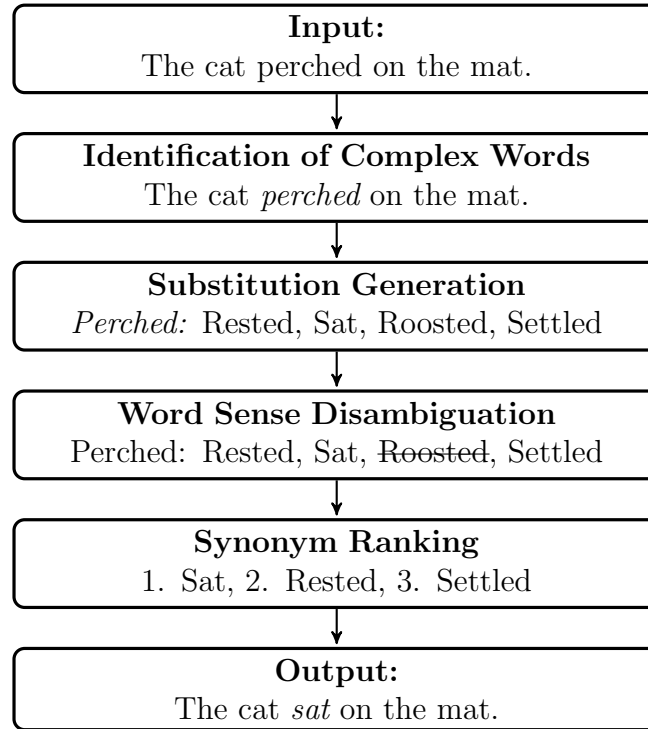 Input:
The cat perched on the mat.
Identification of Complex Words
The cat perched on the mat.
Substitution Generation
Perched: Rested, Sat, Roosted, Settled
Word Sense Disambiguation
Perched: Rested, Sat, Roosted, Settled
Synonym Ranking
1. Sat, 2. Rested, 3. Settled
Output:
The cat sat on the mat.